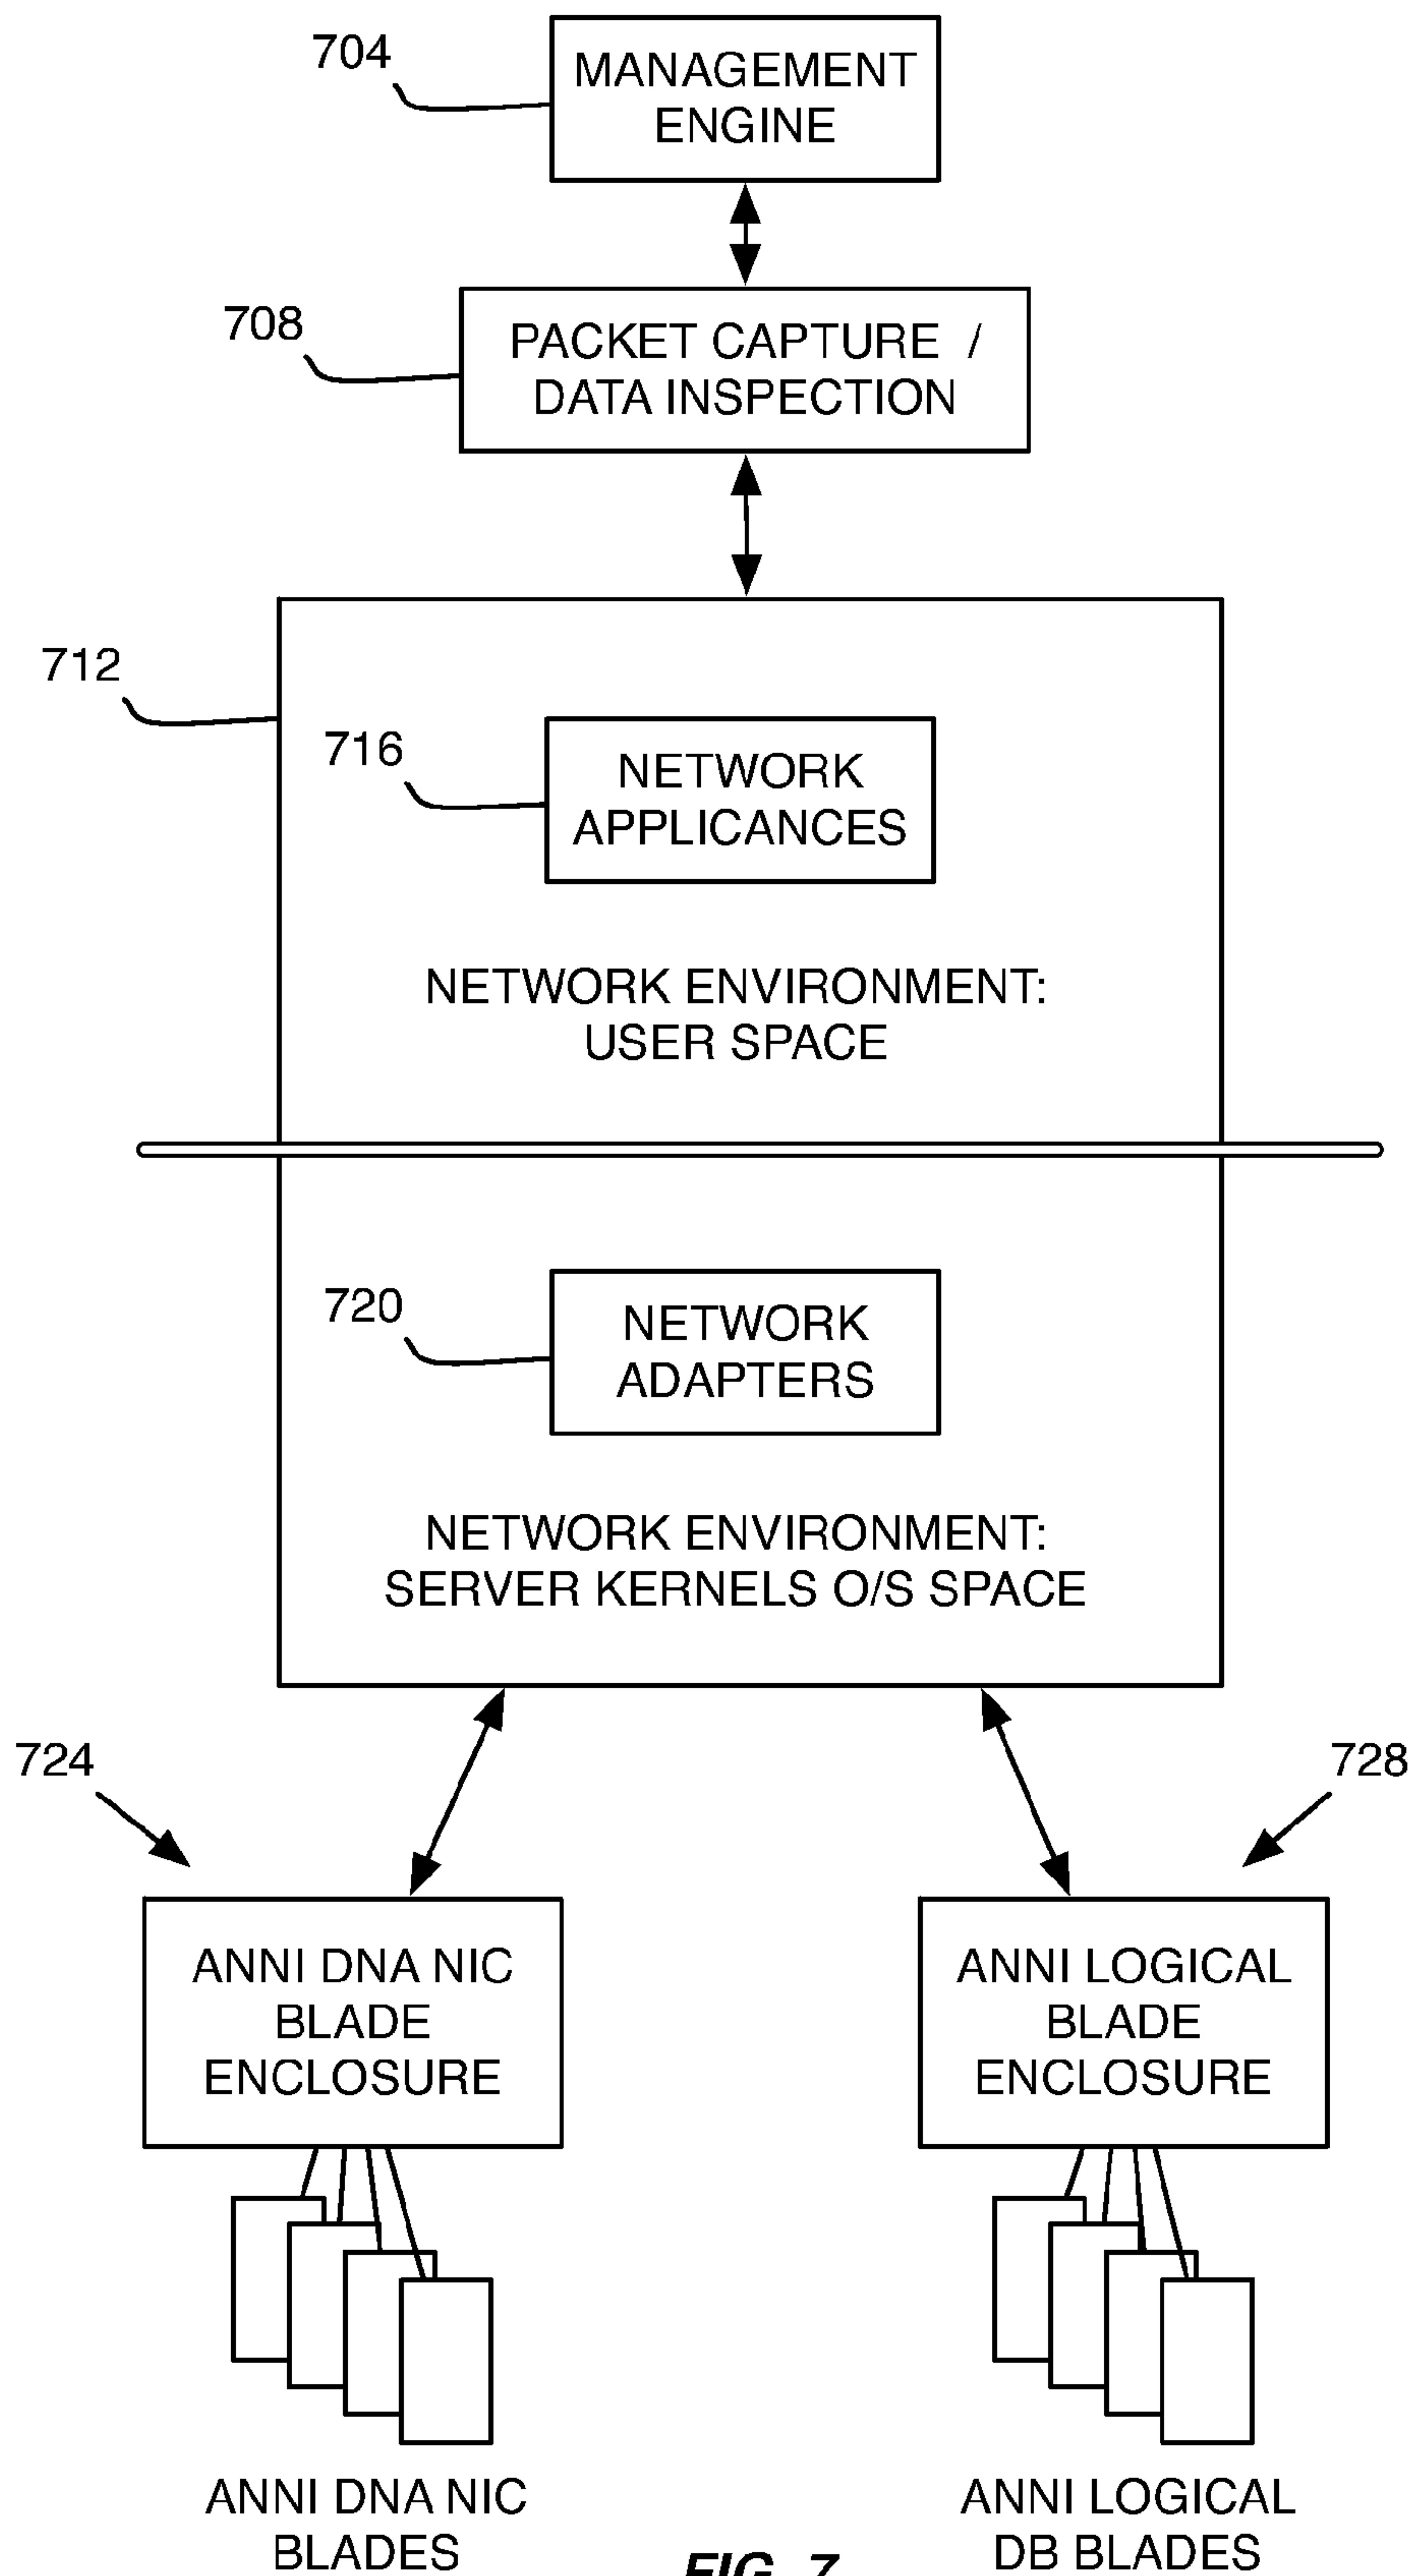 704
MANAGEMENT
ENGINE
708
PACKET CAPTURE /
DATA INSPECTION
712
716
NETWORK
APPLICANCES
NETWORK ENVIRONMENT:
USER SPACE
720
NETWORK
ADAPTERS
NETWORK ENVIRONMENT:
SERVER KERNELS O/S SPACE
724
728
ANNI DNA NIC
BLADE
ENCLOSURE
ANNI LOGICAL
BLADE
ENCLOSURE
ANNI DNA NIC
BLADES
ANNI LOGICAL
DB BLADES
FIG. 7